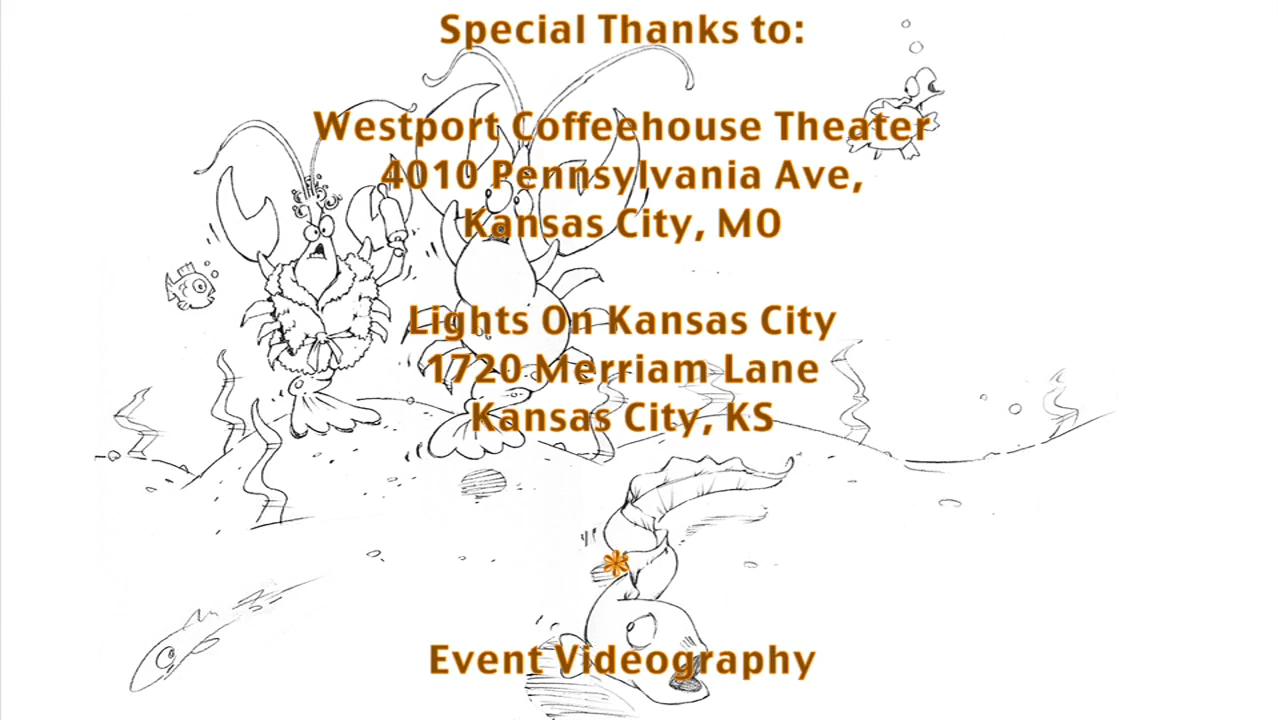 Special Thanks to:
Westport Coffeehouse Theater
4010 Pennsylvania Ave,
Kansas City, MO
Lights On Kansas City
1720 Merriam Lane
Kansas City, KS
*
Event Videography